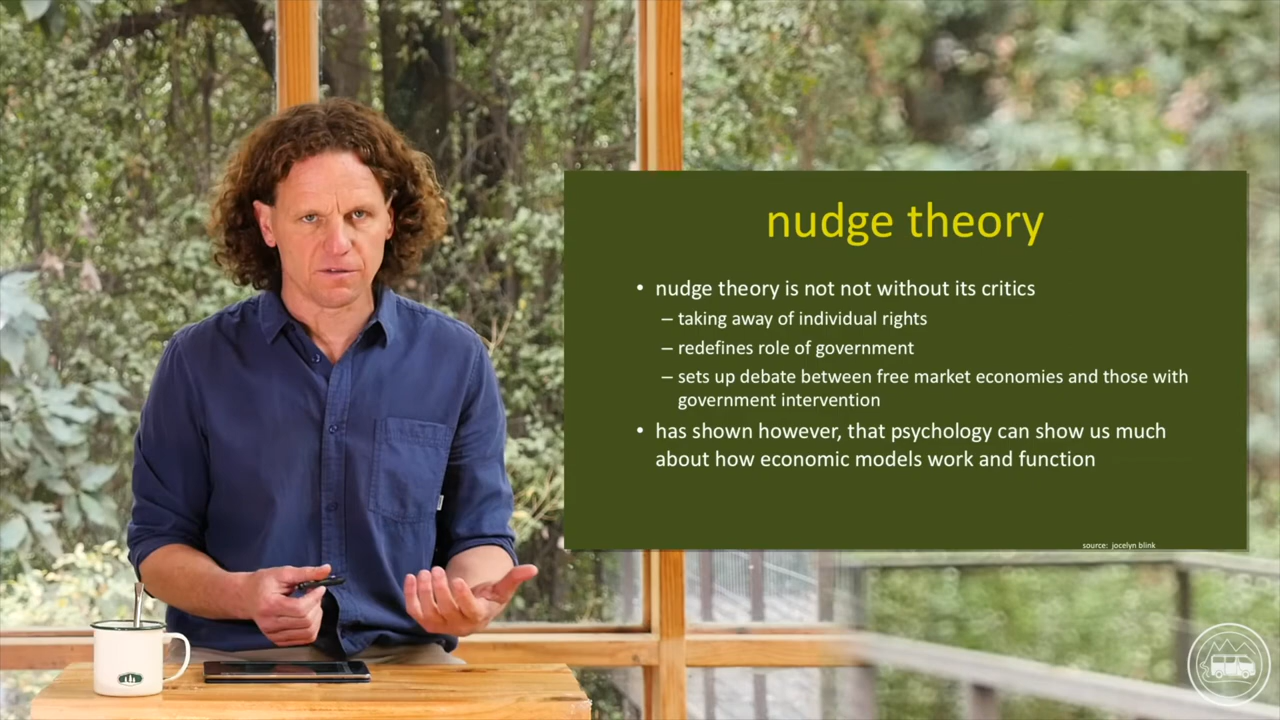 nudge theory
• nudge theory is not not without its critics
– taking away of individual rights
– redefines role of government
– sets up debate between free market economies and those with
government intervention
• has shown however, that psychology can show us much
about how economic models work and function
source: jocelyn blink